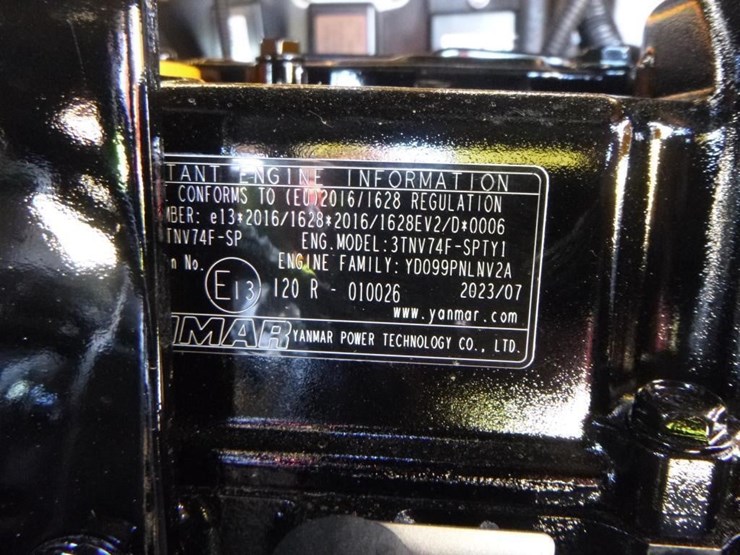 TANT ENGINE INFORMATION
CONFORMS TO (EU)2016/1628 REGULATION
BER: e13*2016/1628*2016/1628EV2/D*0006
TNV74F-SP ENG.MODEL:3TNV74F-SPTY1
n No. ENGINE FAMILY:YD099PNLNV2A
E13 120 R - 010026 2023/07
www.yanmar.com
NMAR YANMAR POWER TECHNOLOGY CO., LTD.